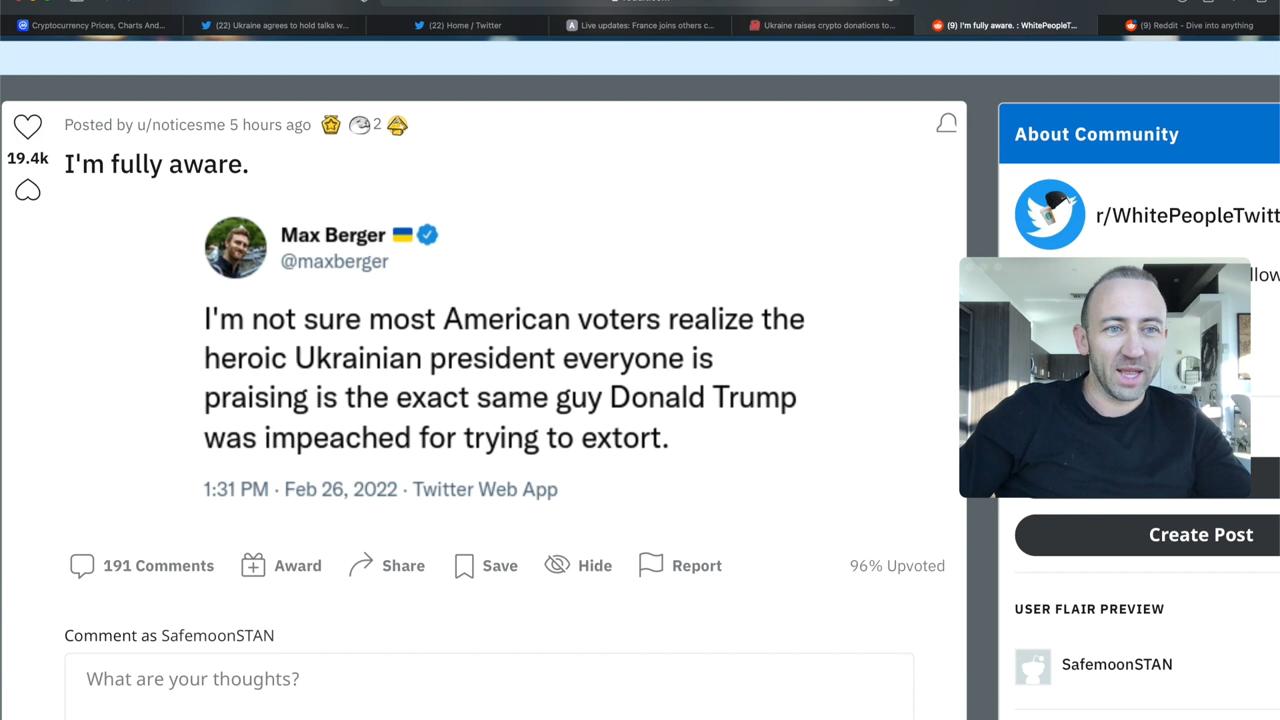 Cryptocurrency Prices, Charts And...
(22) Ukraine agrees to hold talks w...
(22) Home / Twitter
Live updates: France joins others c...
Ukraine raises crypto donations to...
(9) I'm fully aware. : WhitePeopleT...
(9) Reddit - Dive into anything
Posted by u/noticesme 5 hours ago 2
19.4k
I'm fully aware.
Max Berger
@maxberger
I'm not sure most American voters realize the
heroic Ukrainian president everyone is
praising is the exact same guy Donald Trump
was impeached for trying to extort.
1:31 PM · Feb 26, 2022 · Twitter Web App
191 Comments Award Share Save Hide Report 96% Upvoted
Comment as SafemoonSTAN
What are your thoughts?
About Community
r/WhitePeopleTwitt
Create Post
USER FLAIR PREVIEW
SafemoonSTAN